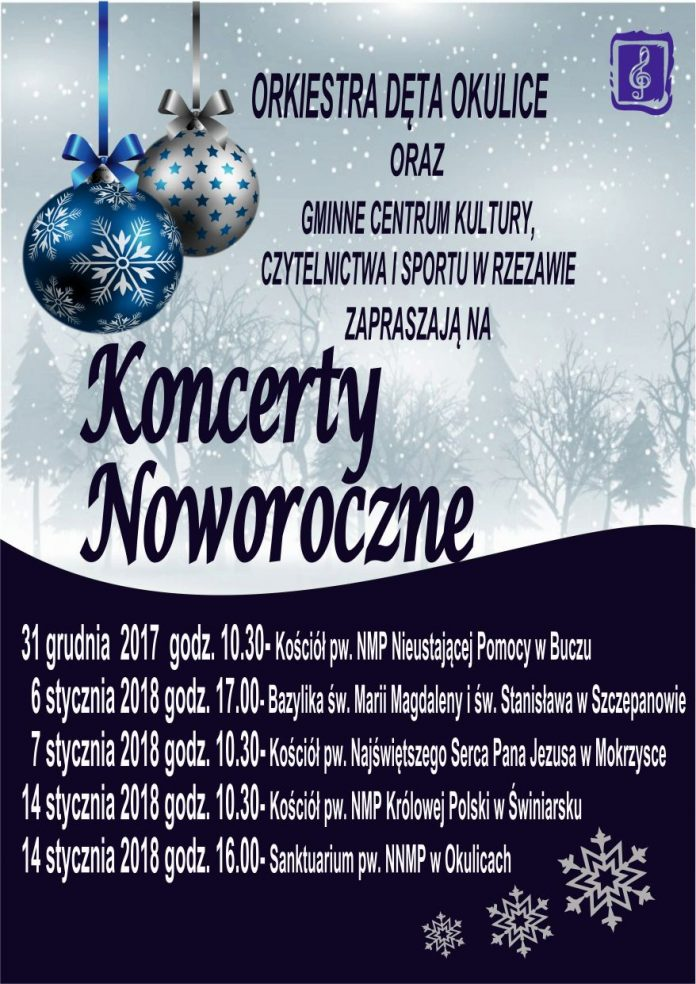 ORKIESTRA DĘTA OKULICE
ORAZ
GMINNE CENTRUM KULTURY,
CZYTELNICTWA I SPORTU W RZEZAWIE
ZAPRASZAJĄ NA
Koncerty
Noworoczne
31 grudnia 2017 godz. 10.30- Kościół pw. NMP Nieustającej Pomocy w Buczu
6 stycznia 2018 godz. 17.00- Bazylika św. Marii Magdaleny i św. Stanisława w Szczepanowie
7 stycznia 2018 godz. 10.30- Kościół pw. Najświętszego Serca Pana Jezusa w Mokrzysce
14 stycznia 2018 godz. 10.30- Kościół pw. NMP Królowej Polski w Świniarsku
14 stycznia 2018 godz. 16.00- Sanktuarium pw. NNMP w Okulicach